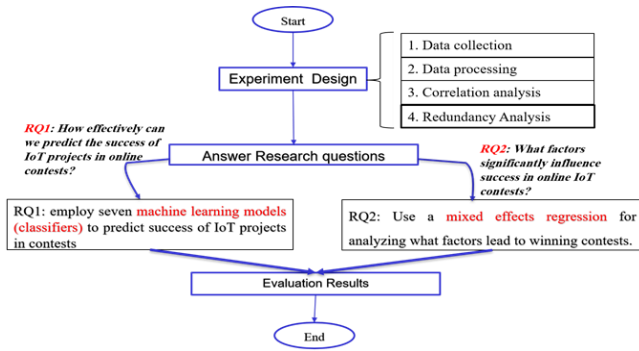 Start
Experiment Design
1. Data collection
2. Data processing
3. Correlation analysis
4. Redundancy Analysis
RQ1: How effectively can
we predict the success of
IoT projects in online
contests?
Answer Research questions
RQ2: What factors
significantly influence
success in online IoT
contests?
RQ1: employ seven machine learning models
(classifiers) to predict success of IoT projects
in contests
RQ2: Use a mixed effects regression for
analyzing what factors lead to winning contests.
Evaluation Results
End